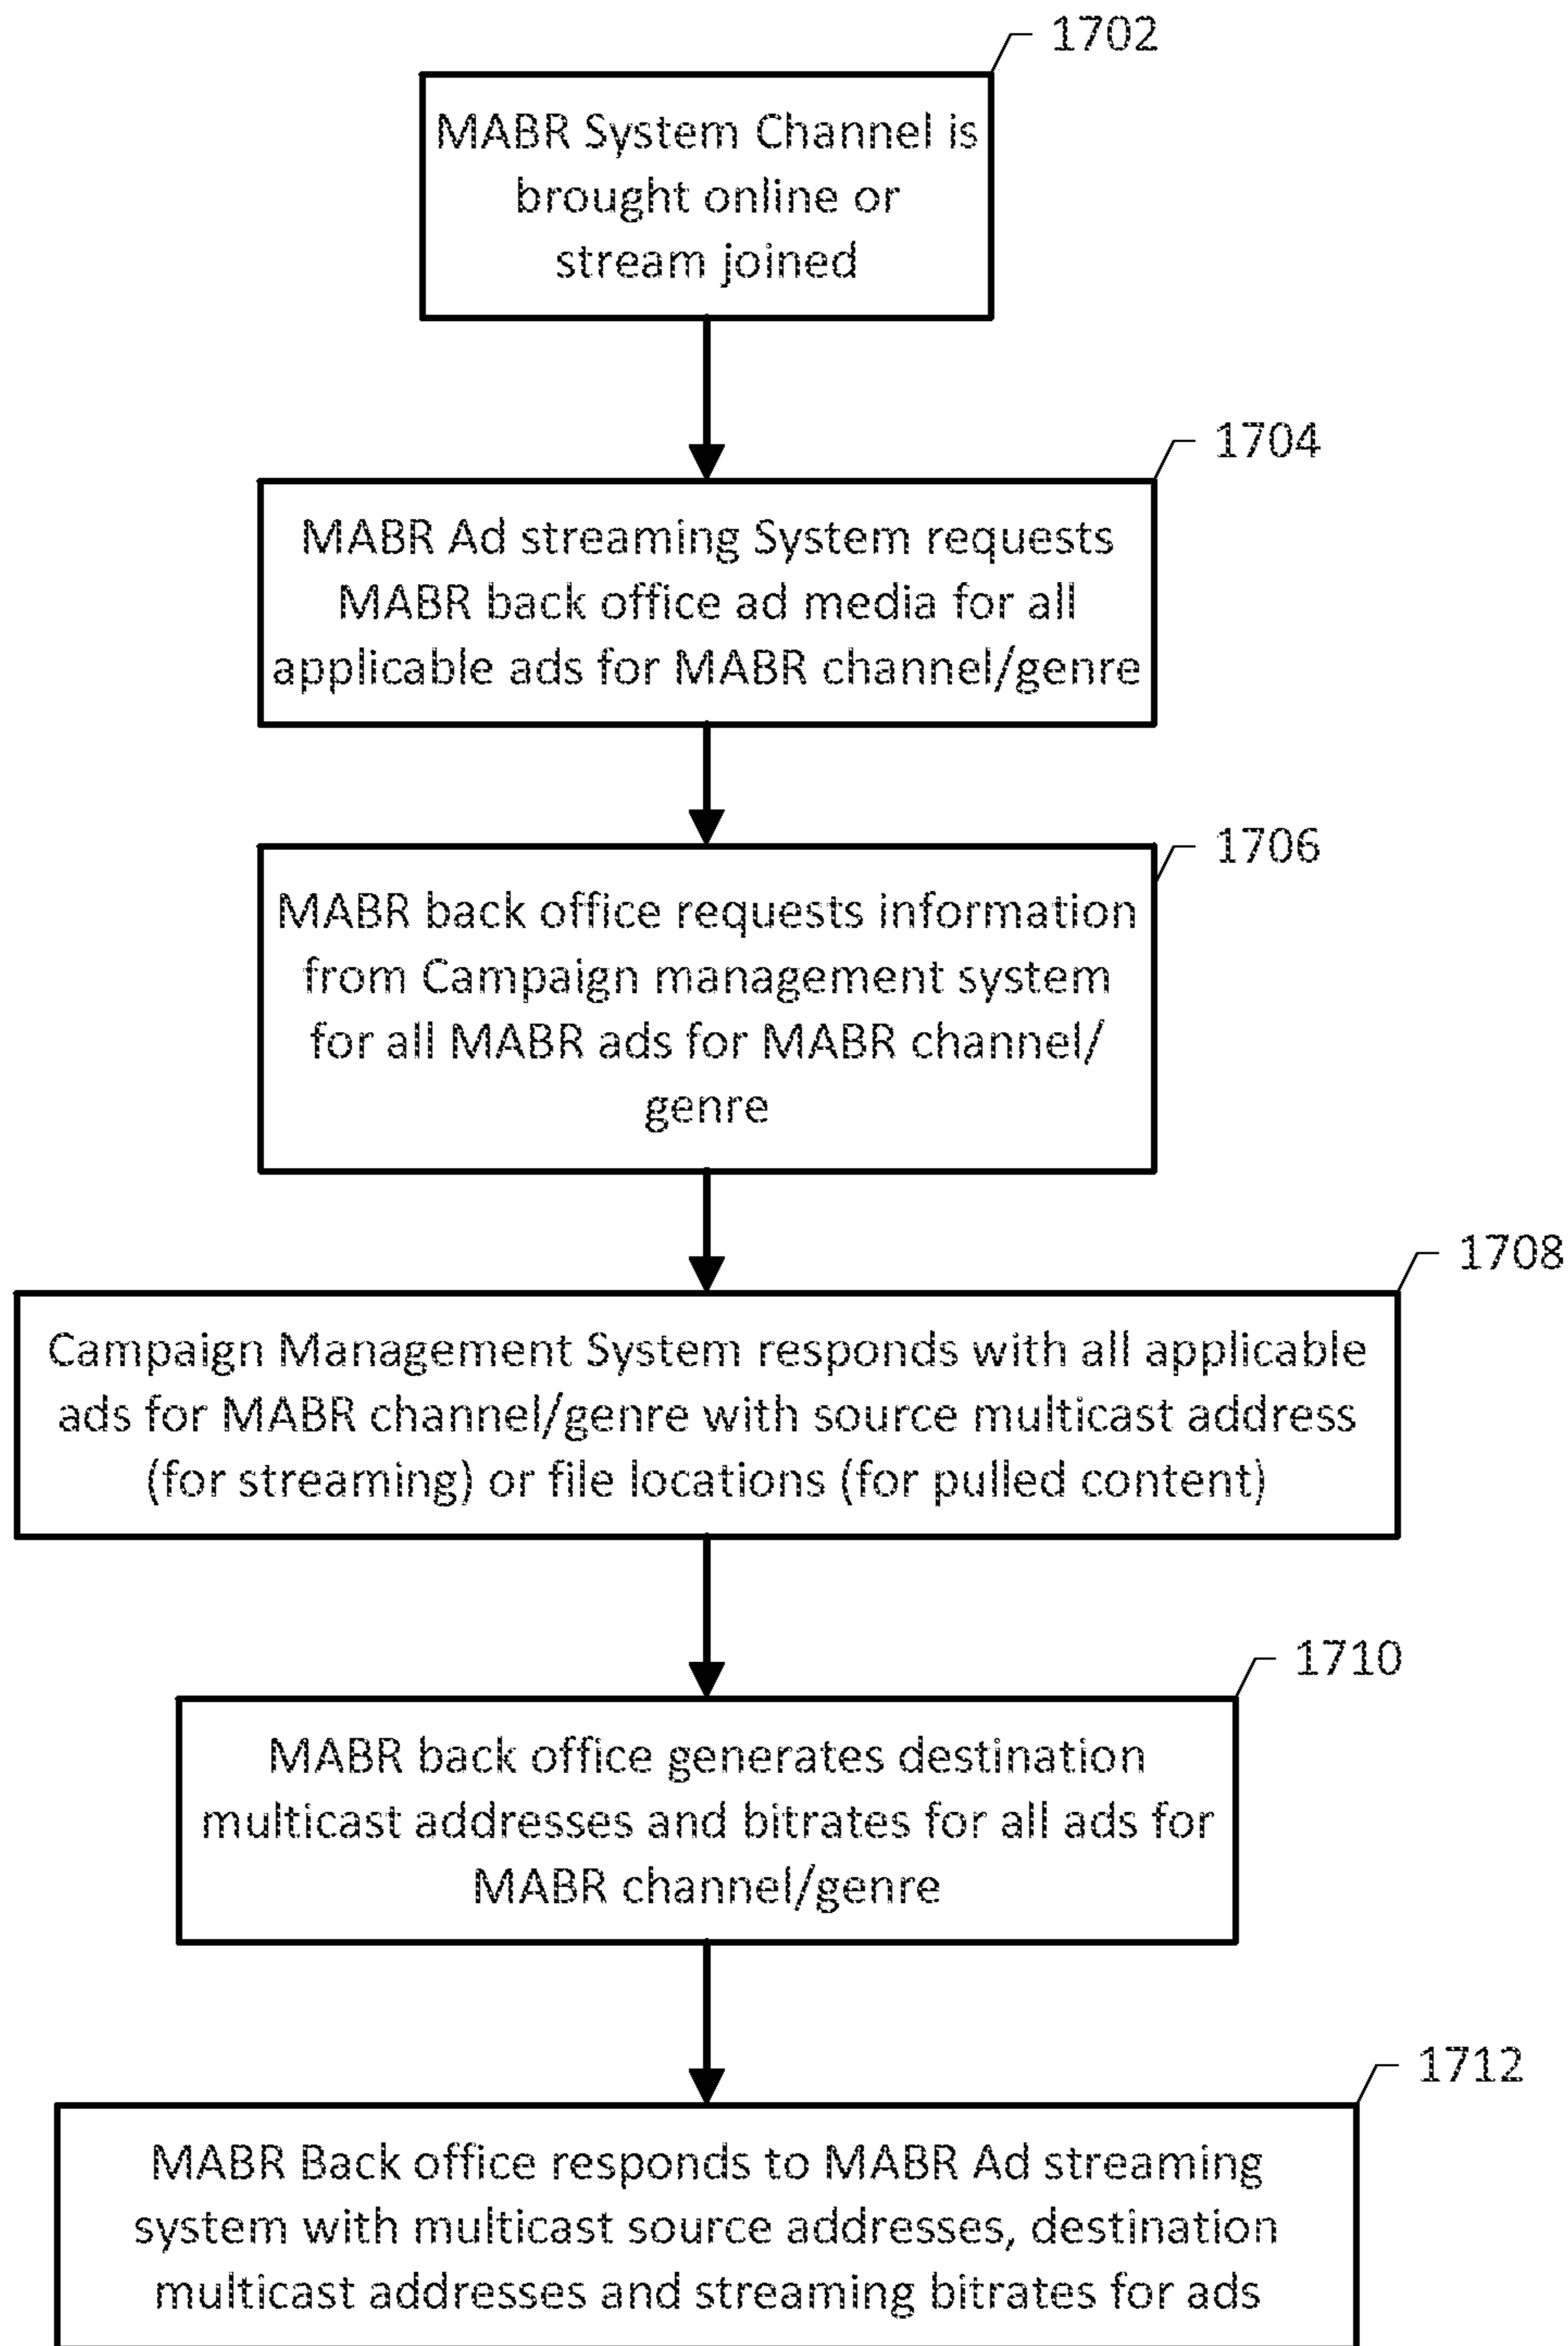 1702
MABR System Channel is
brought online or
stream joined
1704
MABR Ad streaming System requests
MABR back office ad media for all
applicable ads for MABR channel/genre
1706
MABR back office requests information
from Campaign management system
for all MABR ads for MABR channel/
genre
1708
Campaign Management System responds with all applicable
ads for MABR channel/genre with source multicast address
(for streaming) or file locations (for pulled content)
1710
MABR back office generates destination
multicast addresses and bitrates for all ads for
MABR channel/genre
1712
MABR Back office responds to MABR Ad streaming
system with multicast source addresses, destination
multicast addresses and streaming bitrates for ads